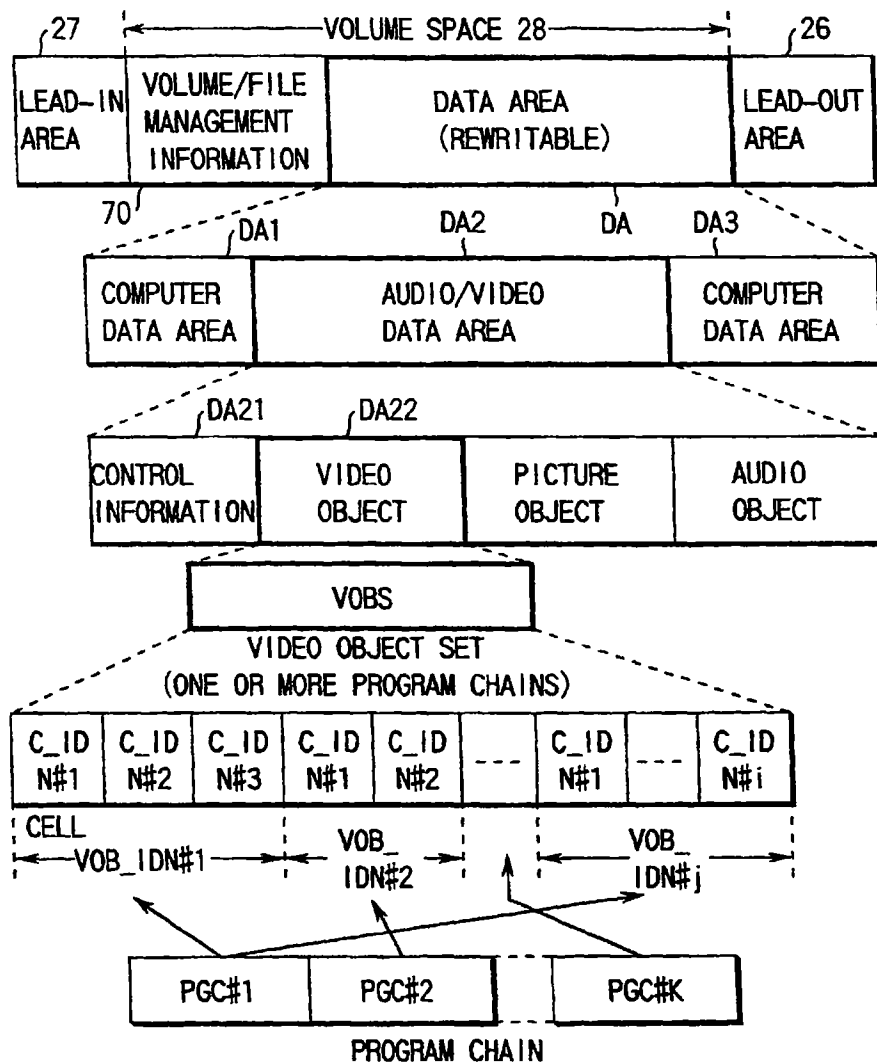 27
VOLUME SPACE 28
26
LEAD-IN
AREA
VOLUME/FILE
MANAGEMENT
INFORMATION
DATA AREA
(REWRITABLE)
LEAD-OUT
AREA
70
DA1
DA2
DA
DA3
COMPUTER
DATA AREA
AUDIO/VIDEO
DATA AREA
COMPUTER
DATA AREA
DA21
DA22
CONTROL
INFORMATION
VIDEO
OBJECT
PICTURE
OBJECT
AUDIO
OBJECT
VOBS
VIDEO OBJECT SET
(ONE OR MORE PROGRAM CHAINS)
C_ID
N#1
C_ID
N#2
C_ID
N#3
C_ID
N#1
C_ID
N#2
C_ID
N#1
C_ID
N#i
CELL
VOB_IDN#1
VOB_
IDN#2
VOB_
IDN#j
PGC#1
PGC#2
PGC#K
PROGRAM CHAIN